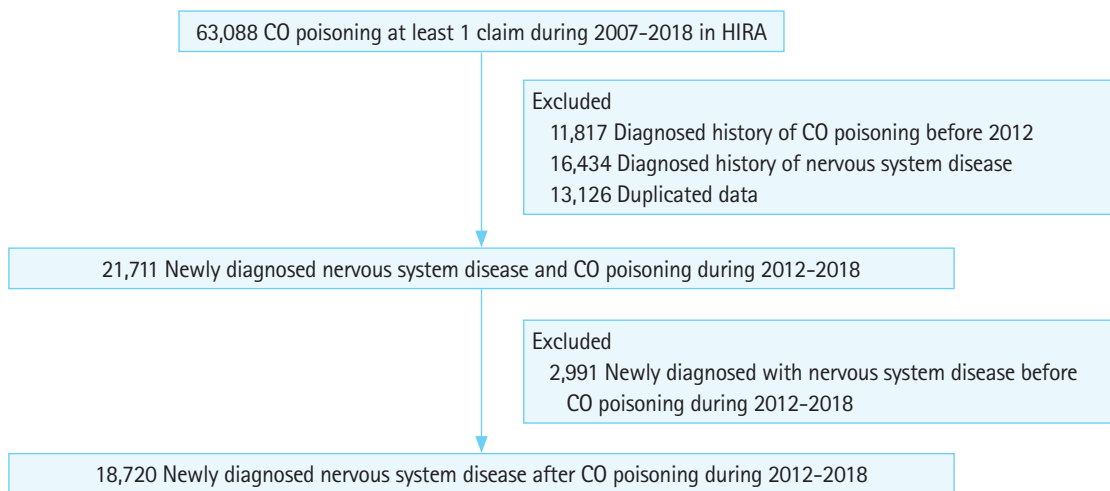 63,088 CO poisoning at least 1 claim during 2007-2018 in HIRA
Excluded
11,817 Diagnosed history of CO poisoning before 2012
16,434 Diagnosed history of nervous system disease
13,126 Duplicated data
21,711 Newly diagnosed nervous system disease and CO poisoning during 2012-2018
Excluded
2,991 Newly diagnosed with nervous system disease before
CO poisoning during 2012-2018
18,720 Newly diagnosed nervous system disease after CO poisoning during 2012-2018